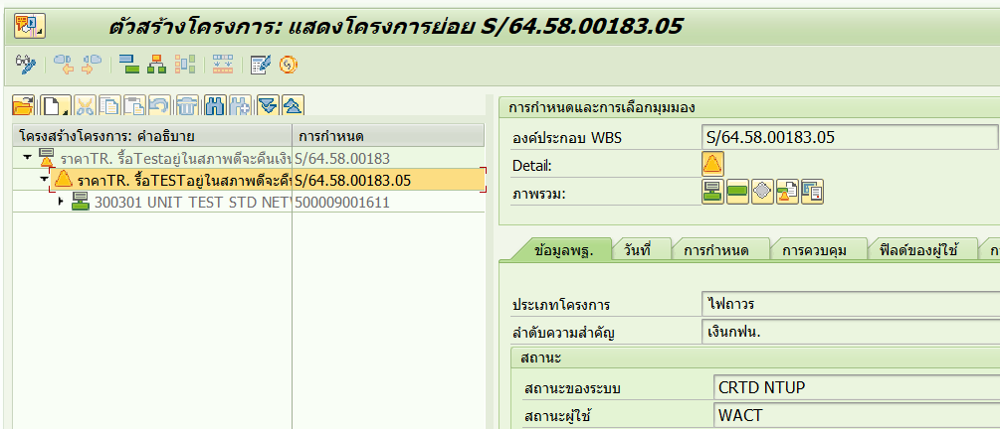 ตัวสร้างโครงการ: แสดงโครงการย่อย S/64.58.00183.05
โครงสร้างโครงการ: คำอธิบาย การกำหนด
ราคาTR. รื้อTestอยู่ในสภาพดีจะคืนเงิน S/64.58.00183
ราคาTR. รื้อTESTอยู่ในสภาพดีจะคืน S/64.58.00183.05
300301 UNIT TEST STD NET 500009001611
การกำหนดและการเลือกมุมมอง
องค์ประกอบ WBS S/64.58.00183.05
Detail:
ภาพรวม:
ข้อมูลพฐ. วันที่ การกำหนด การควบคุม ฟิลด์ของผู้ใช้
ประเภทโครงการ ไฟถาวร
ลำดับความสำคัญ เงินกฟน.
สถานะ
สถานะของระบบ CRTD NTUP
สถานะผู้ใช้ WACT